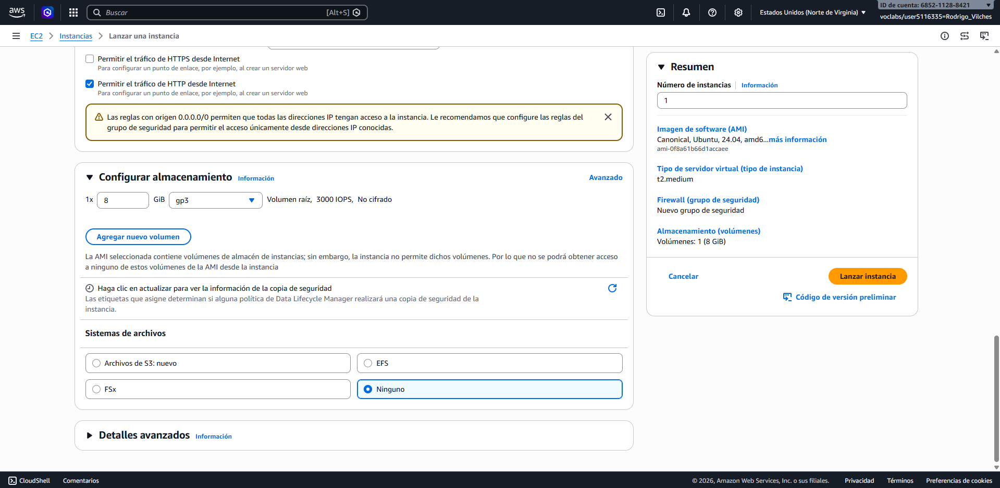 aws
Buscar
[Alt+S]
Estados Unidos (Norte de Virginia)
ID de cuenta: 6852-1128-8421
voclabs/user5116335=Rodrigo_Vilches
EC2
Instancias
Lanzar una instancia
Permitir el tráfico de HTTPS desde Internet
Para configurar un punto de enlace, por ejemplo, al crear un servidor web
Permitir el tráfico de HTTP desde Internet
Para configurar un punto de enlace, por ejemplo, al crear un servidor web
Las reglas con origen 0.0.0.0/0 permiten que todas las direcciones IP tengan acceso a la instancia. Le recomendamos que configure las reglas del
grupo de seguridad para permitir el acceso únicamente desde direcciones IP conocidas.
Configurar almacenamiento Información
Avanzado
1x 8 GiB gp3 Volumen raíz, 3000 IOPS, No cifrado
Agregar nuevo volumen
La AMI seleccionada contiene volúmenes de almacén de instancias; sin embargo, la instancia no permite dichos volúmenes. Por lo que no se podrá obtener acceso
a ninguno de estos volúmenes de la AMI desde la instancia
Haga clic en actualizar para ver la información de la copia de seguridad
Las etiquetas que asigne determinan si alguna política de Data Lifecycle Manager realizará una copia de seguridad de la
instancia.
Sistemas de archivos
Archivos de S3: nuevo
EFS
FSx
Ninguno
Detalles avanzados Información
Resumen
Número de instancias Información
1
Imagen de software (AMI)
Canonical, Ubuntu, 24.04, amd6...más información
ami-0f8a61b66d1accaee
Tipo de servidor virtual (tipo de instancia)
t2.medium
Firewall (grupo de seguridad)
Nuevo grupo de seguridad
Almacenamiento (volúmenes)
Volúmenes: 1 (8 GiB)
Cancelar
Lanzar instancia
Código de versión preliminar
CloudShell
Comentarios
© 2026, Amazon Web Services, Inc. o sus filiales.
Privacidad
Términos
Preferencias de cookies